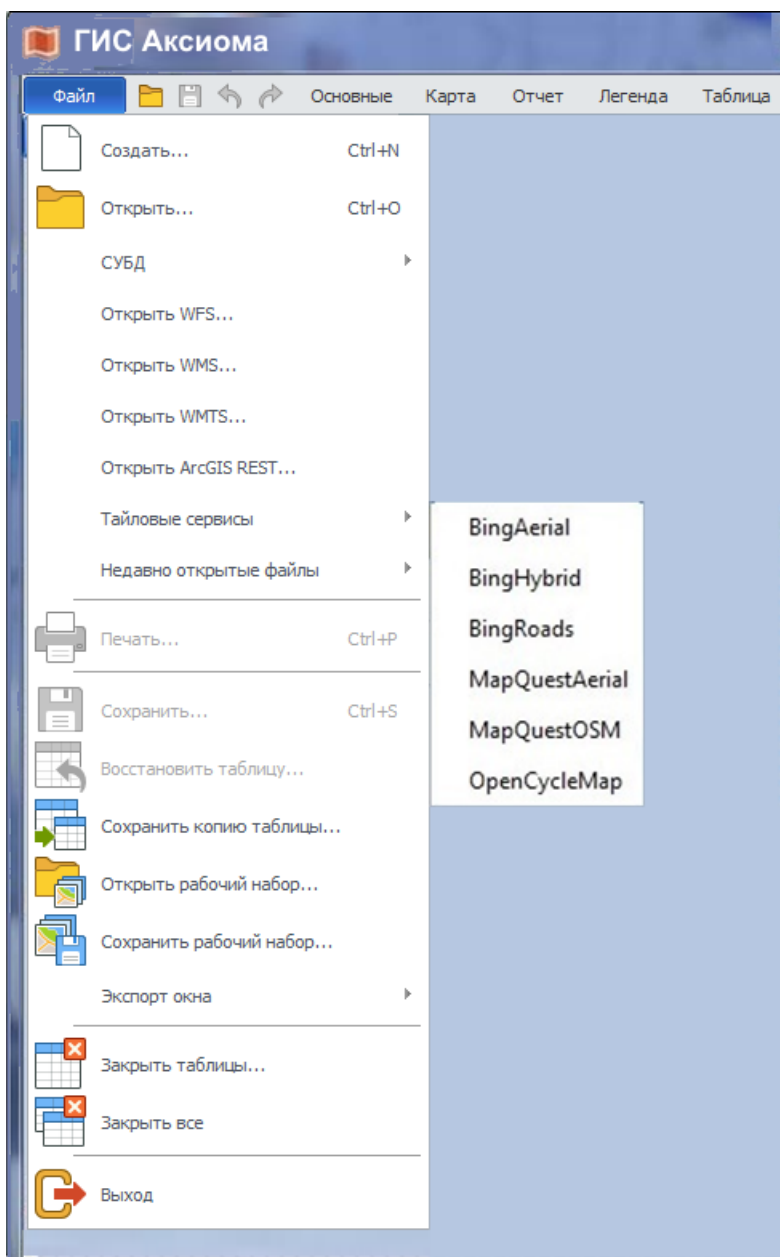 ГИС Аксиома
Файл Основные Карта Отчет Легенда Таблица
Создать... Ctrl+N
Открыть... Ctrl+O
СУБД
Открыть WFS...
Открыть WMS...
Открыть WMTS...
Открыть ArcGIS REST...
Тайловые сервисы
BingAerial
Недавно открытые файлы
BingHybrid
BingRoads
Печать... Ctrl+P
MapQuestAerial
Сохранить... Ctrl+S
MapQuestOSM
Восстановить таблицу...
OpenCycleMap
Сохранить копию таблицы...
Открыть рабочий набор...
Сохранить рабочий набор...
Экспорт окна
Закрыть таблицы...
Закрыть все
Выход